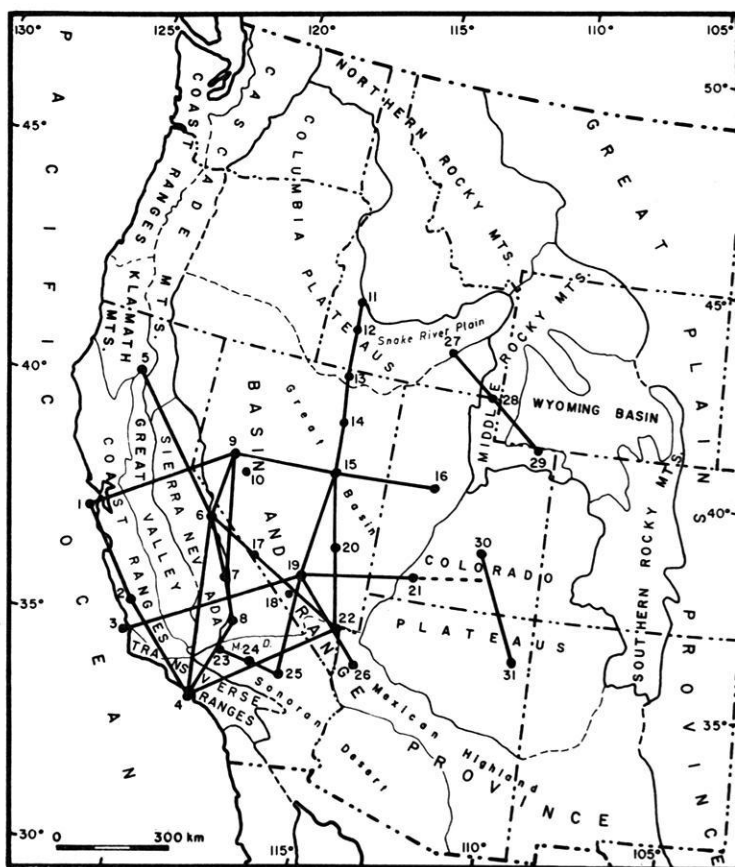 130°
125°
120°
115°
110°
105°
50°
45°
40°
35°
30°
45°
40°
35°
115°
110°
105°
PACIFIC
OCEAN
COAST RANGES
CASCADE MTS.
KLAMATH
MTS.
COLUMBIA
PLATEAUS
NORTHERN ROCKY MTS.
GREAT
PLAINS
PROVINCE
Snake River Plain
MIDDLE ROCKY MTS.
WYOMING BASIN
SOUTHERN ROCKY MTS.
COLORADO
PLATEAUS
BASIN
AND
RANGE
PROVINCE
Great
Basin
GREAT
VALLEY
SIERRA NEVADA
COAST RANGES
TRANSVERSE
RANGES
M. D.
Sonoran
Desert
Mexican Highland
1
2
3
4
5
6
7
8
9
10
11
12
13
14
15
16
17
18
19
20
21
22
23
24
25
26
27
28
29
30
31
0 300 km